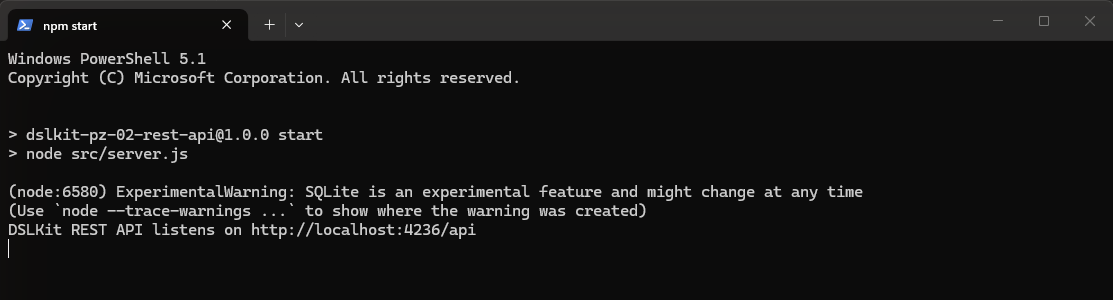 npm start
Windows PowerShell 5.1
Copyright (C) Microsoft Corporation. All rights reserved.
> dslkit-pz-02-rest-api@1.0.0 start
> node src/server.js
(node:6580) ExperimentalWarning: SQLite is an experimental feature and might change at any time
(Use `node --trace-warnings ...` to show where the warning was created)
DSLKit REST API listens on http://localhost:4236/api